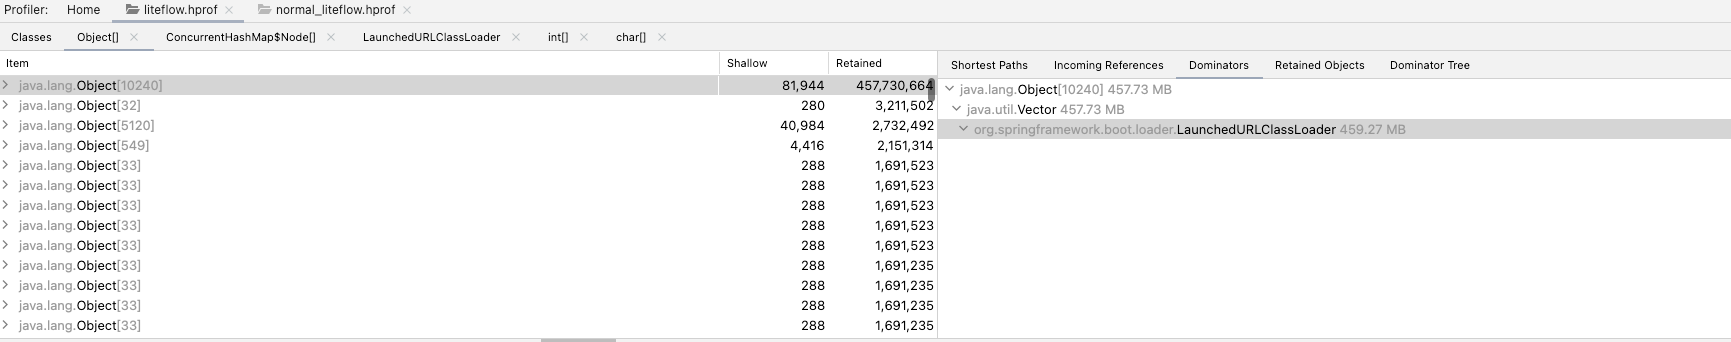 Profiler: Home liteflow.hprof normal_liteflow.hprof
Classes Object[] ConcurrentHashMap$Node[] LaunchedURLClassLoader int[] char[]
Item Shallow Retained
java.lang.Object[10240] 81,944 457,730,664
java.lang.Object[32] 280 3,211,502
java.lang.Object[5120] 40,984 2,732,492
java.lang.Object[549] 4,416 2,151,314
java.lang.Object[33] 288 1,691,523
java.lang.Object[33] 288 1,691,523
java.lang.Object[33] 288 1,691,523
java.lang.Object[33] 288 1,691,523
java.lang.Object[33] 288 1,691,523
java.lang.Object[33] 288 1,691,235
java.lang.Object[33] 288 1,691,235
java.lang.Object[33] 288 1,691,235
java.lang.Object[33] 288 1,691,235
Shortest Paths Incoming References Dominators Retained Objects Dominator Tree
java.lang.Object[10240] 457.73 MB
java.util.Vector 457.73 MB
org.springframework.boot.loader.LaunchedURLClassLoader 459.27 MB